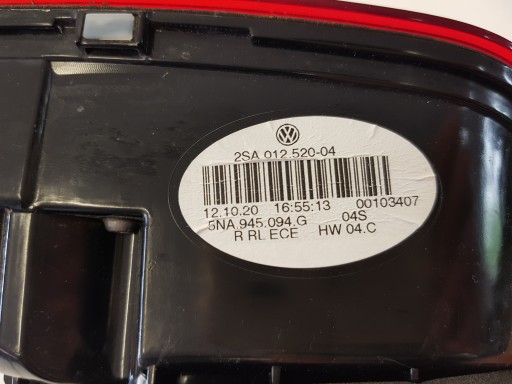 2SA 012.520-04
12.10.20 16:55:13 00103407
5NA.945.094.G 04S
R RL ECE HW 04.C